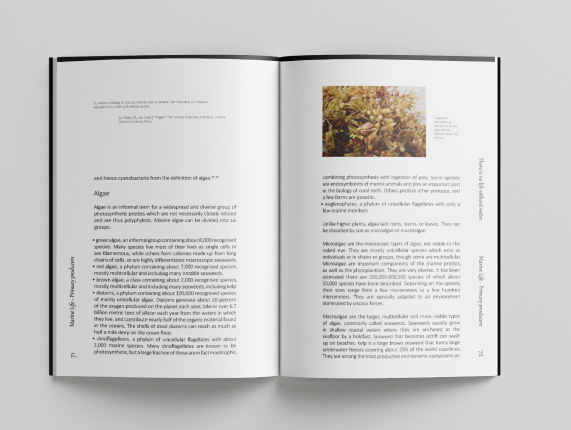 and hence cyanobacteria from the definition of algae.
Algae
Algae is an informal term for a widespread and diverse group of
photosynthetic protists which are not necessarily closely related
and are thus polyphyletic. Marine algae can be divided into six
groups:
• green algae, an informal group containing about 8,000 recognised
species. Many species live most of their lives as single cells or
are filamentous, while others form colonies made up from long
chains of cells, or are highly differentiated macroscopic seaweeds.
• red algae, a phylum containing about 7,000 recognised species,
mostly multicellular and including many notable seaweeds.
• brown algae, a class containing about 2,000 recognised species
mostly multicellular and including many seaweeds, including kelp
• diatoms, a phylum containing about 100,000 recognised species
of mainly unicellular algae. Diatoms generate about 20 percent
of the oxygen produced on the planet each year, take in over 6.7
billion metric tons of silicon each year from the waters in which
they live, and contribute nearly half of the organic material found
in the oceans. The shells of dead diatoms can reach as much as
half a mile deep on the ocean floor.
• dinoflagellates, a phylum of unicellular flagellates with about
2,000 marine species. Many dinoflagellates are known to be
photosynthetic, but a large fraction of these are in fact mixotrophic,
Marine Life - Primary producers
71
combining photosynthesis with ingestion of prey. Some species
are endosymbionts of marine animals and play an important part
in the biology of coral reefs. Others predate other protozoa, and
a few forms are parasitic.
• euglenophytes, a phylum of unicellular flagellates with only a
few marine members
Unlike higher plants, algae lack roots, stems, or leaves. They can
be classified by size as microalgae or macroalgae.
Microalgae are the microscopic types of algae, not visible to the
naked eye. They are mostly unicellular species which exist as
individuals or in chains or groups, though some are multicellular
Microalgae are important components of the marine protists,
as well as the phytoplankton. They are very diverse. It has been
estimated there are 200,000-800,000 species of which about
50,000 species have been described. Depending on the species,
their sizes range from a few micrometers to a few hundred
micrometers. They are specially adapted to an environment
dominated by viscous forces.
Macroalgae are the larger, multicellular and more visible types
of algae, commonly called seaweeds. Seaweeds usually grow
in shallow coastal waters where they are anchored to the
seafloor by a holdfast. Seaweed that becomes adrift can wash
up on beaches. Kelp is a large brown seaweed that forms large
underwater forests covering about 25% of the world coastlines.
They are among the most productive and dynamic ecosystems on
There is no life without water.
Marine Life - Primary producers
72